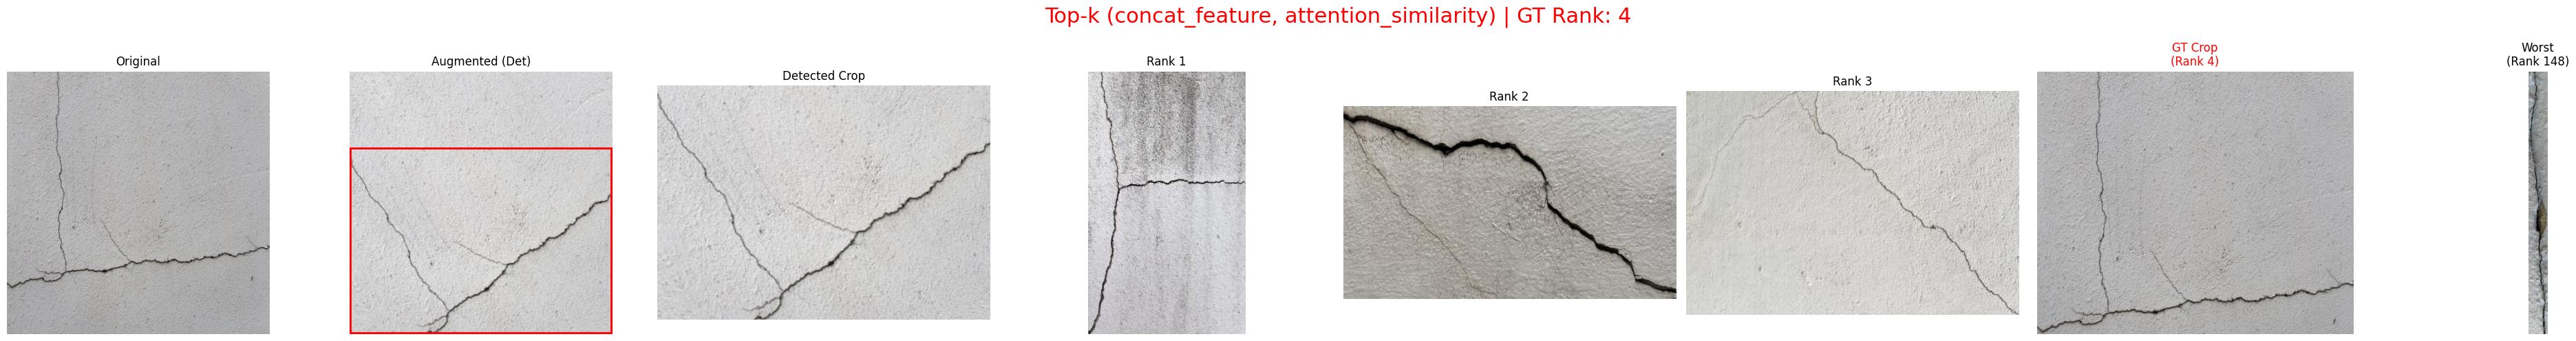 Top-k (concat_feature, attention_similarity) | GT Rank: 4
Original
Augmented (Det)
Detected Crop
Rank 1
Rank 2
Rank 3
GT Crop
(Rank 4)
Worst
(Rank 148)